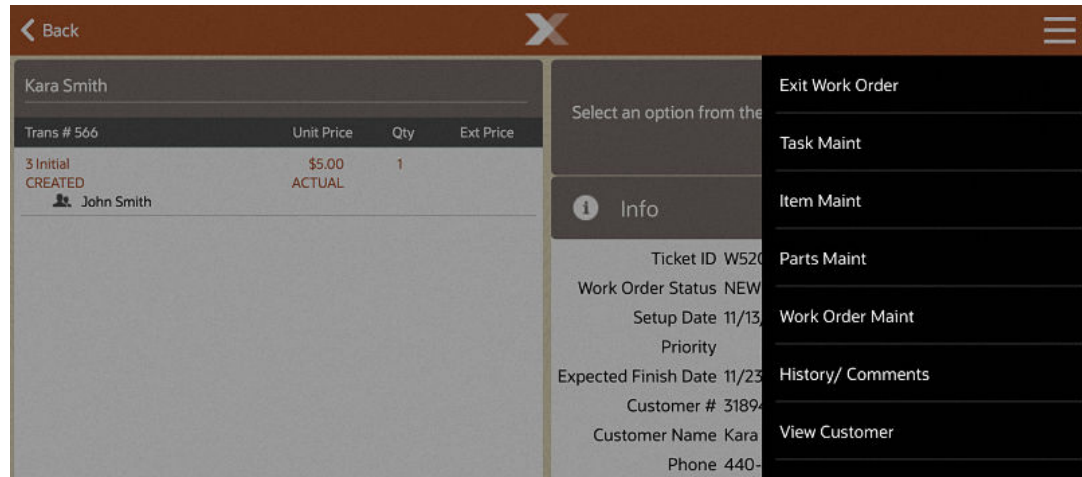 Back
Kara Smith
Trans # 566 Unit Price Qty Ext Price
3 Initial $5.00 1
CREATED ACTUAL
John Smith
Select an option from the
Info
Ticket ID W520
Work Order Status NEW
Setup Date 11/13/
Priority
Expected Finish Date 11/23
Customer # 31894
Customer Name Kara
Phone 440-
Exit Work Order
Task Maint
Item Maint
Parts Maint
Work Order Maint
History/ Comments
View Customer